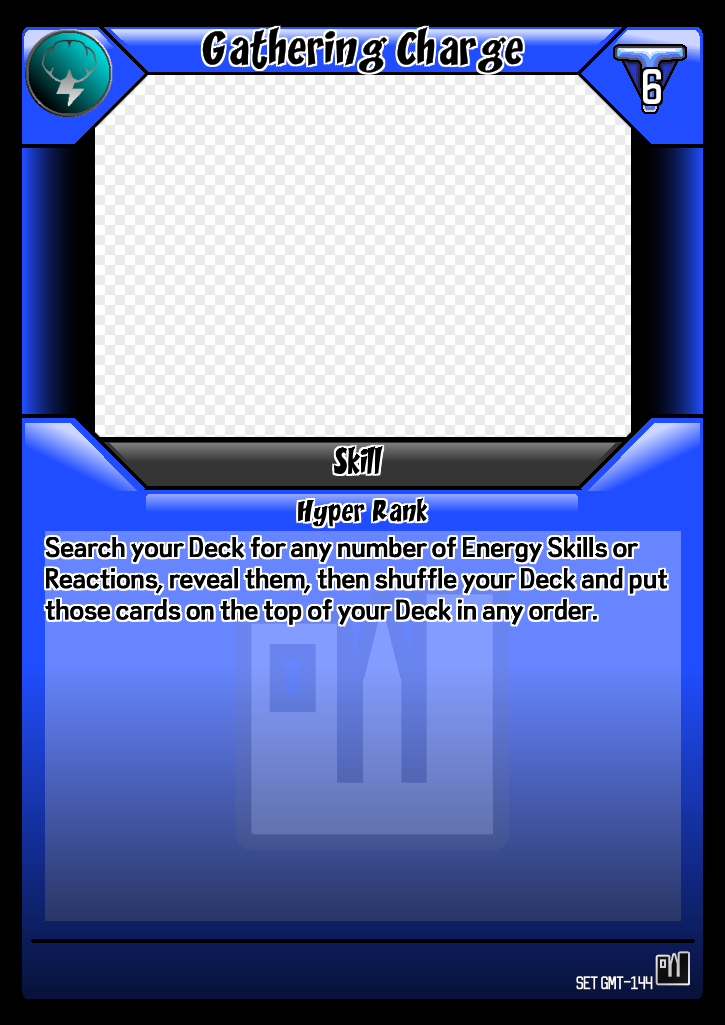 Gathering Charge
6
Skill
Hyper Rank
Search your Deck for any number of Energy Skills or
Reactions, reveal them, then shuffle your Deck and put
those cards on the top of your Deck in any order.
SET GMT-144